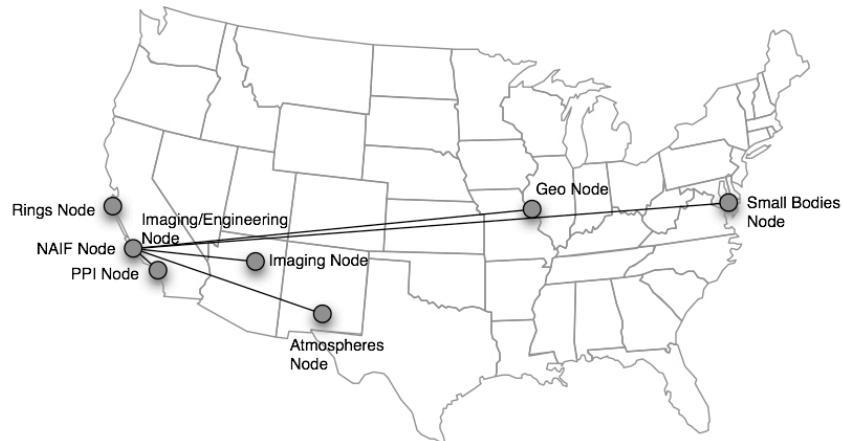 Geo Node
Rings Node
Imaging/Engineering
Node
Small Bodies
Node
NAIF Node
PPI Node
Imaging Node
Atmospheres
Node